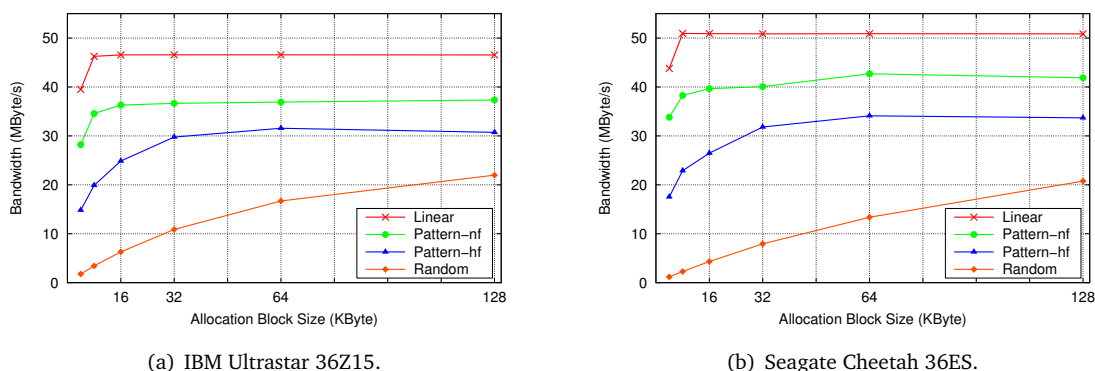 50
40
30
20
10
0
Bandwidth (MByte/s)
16
32
64
128
Allocation Block Size (KByte)
Linear
Pattern-nf
Pattern-hf
Random
(a) IBM Ultrastar 36Z15.
50
40
30
20
10
0
Bandwidth (MByte/s)
16
32
64
128
Allocation Block Size (KByte)
Linear
Pattern-nf
Pattern-hf
Random
(b) Seagate Cheetah 36ES.